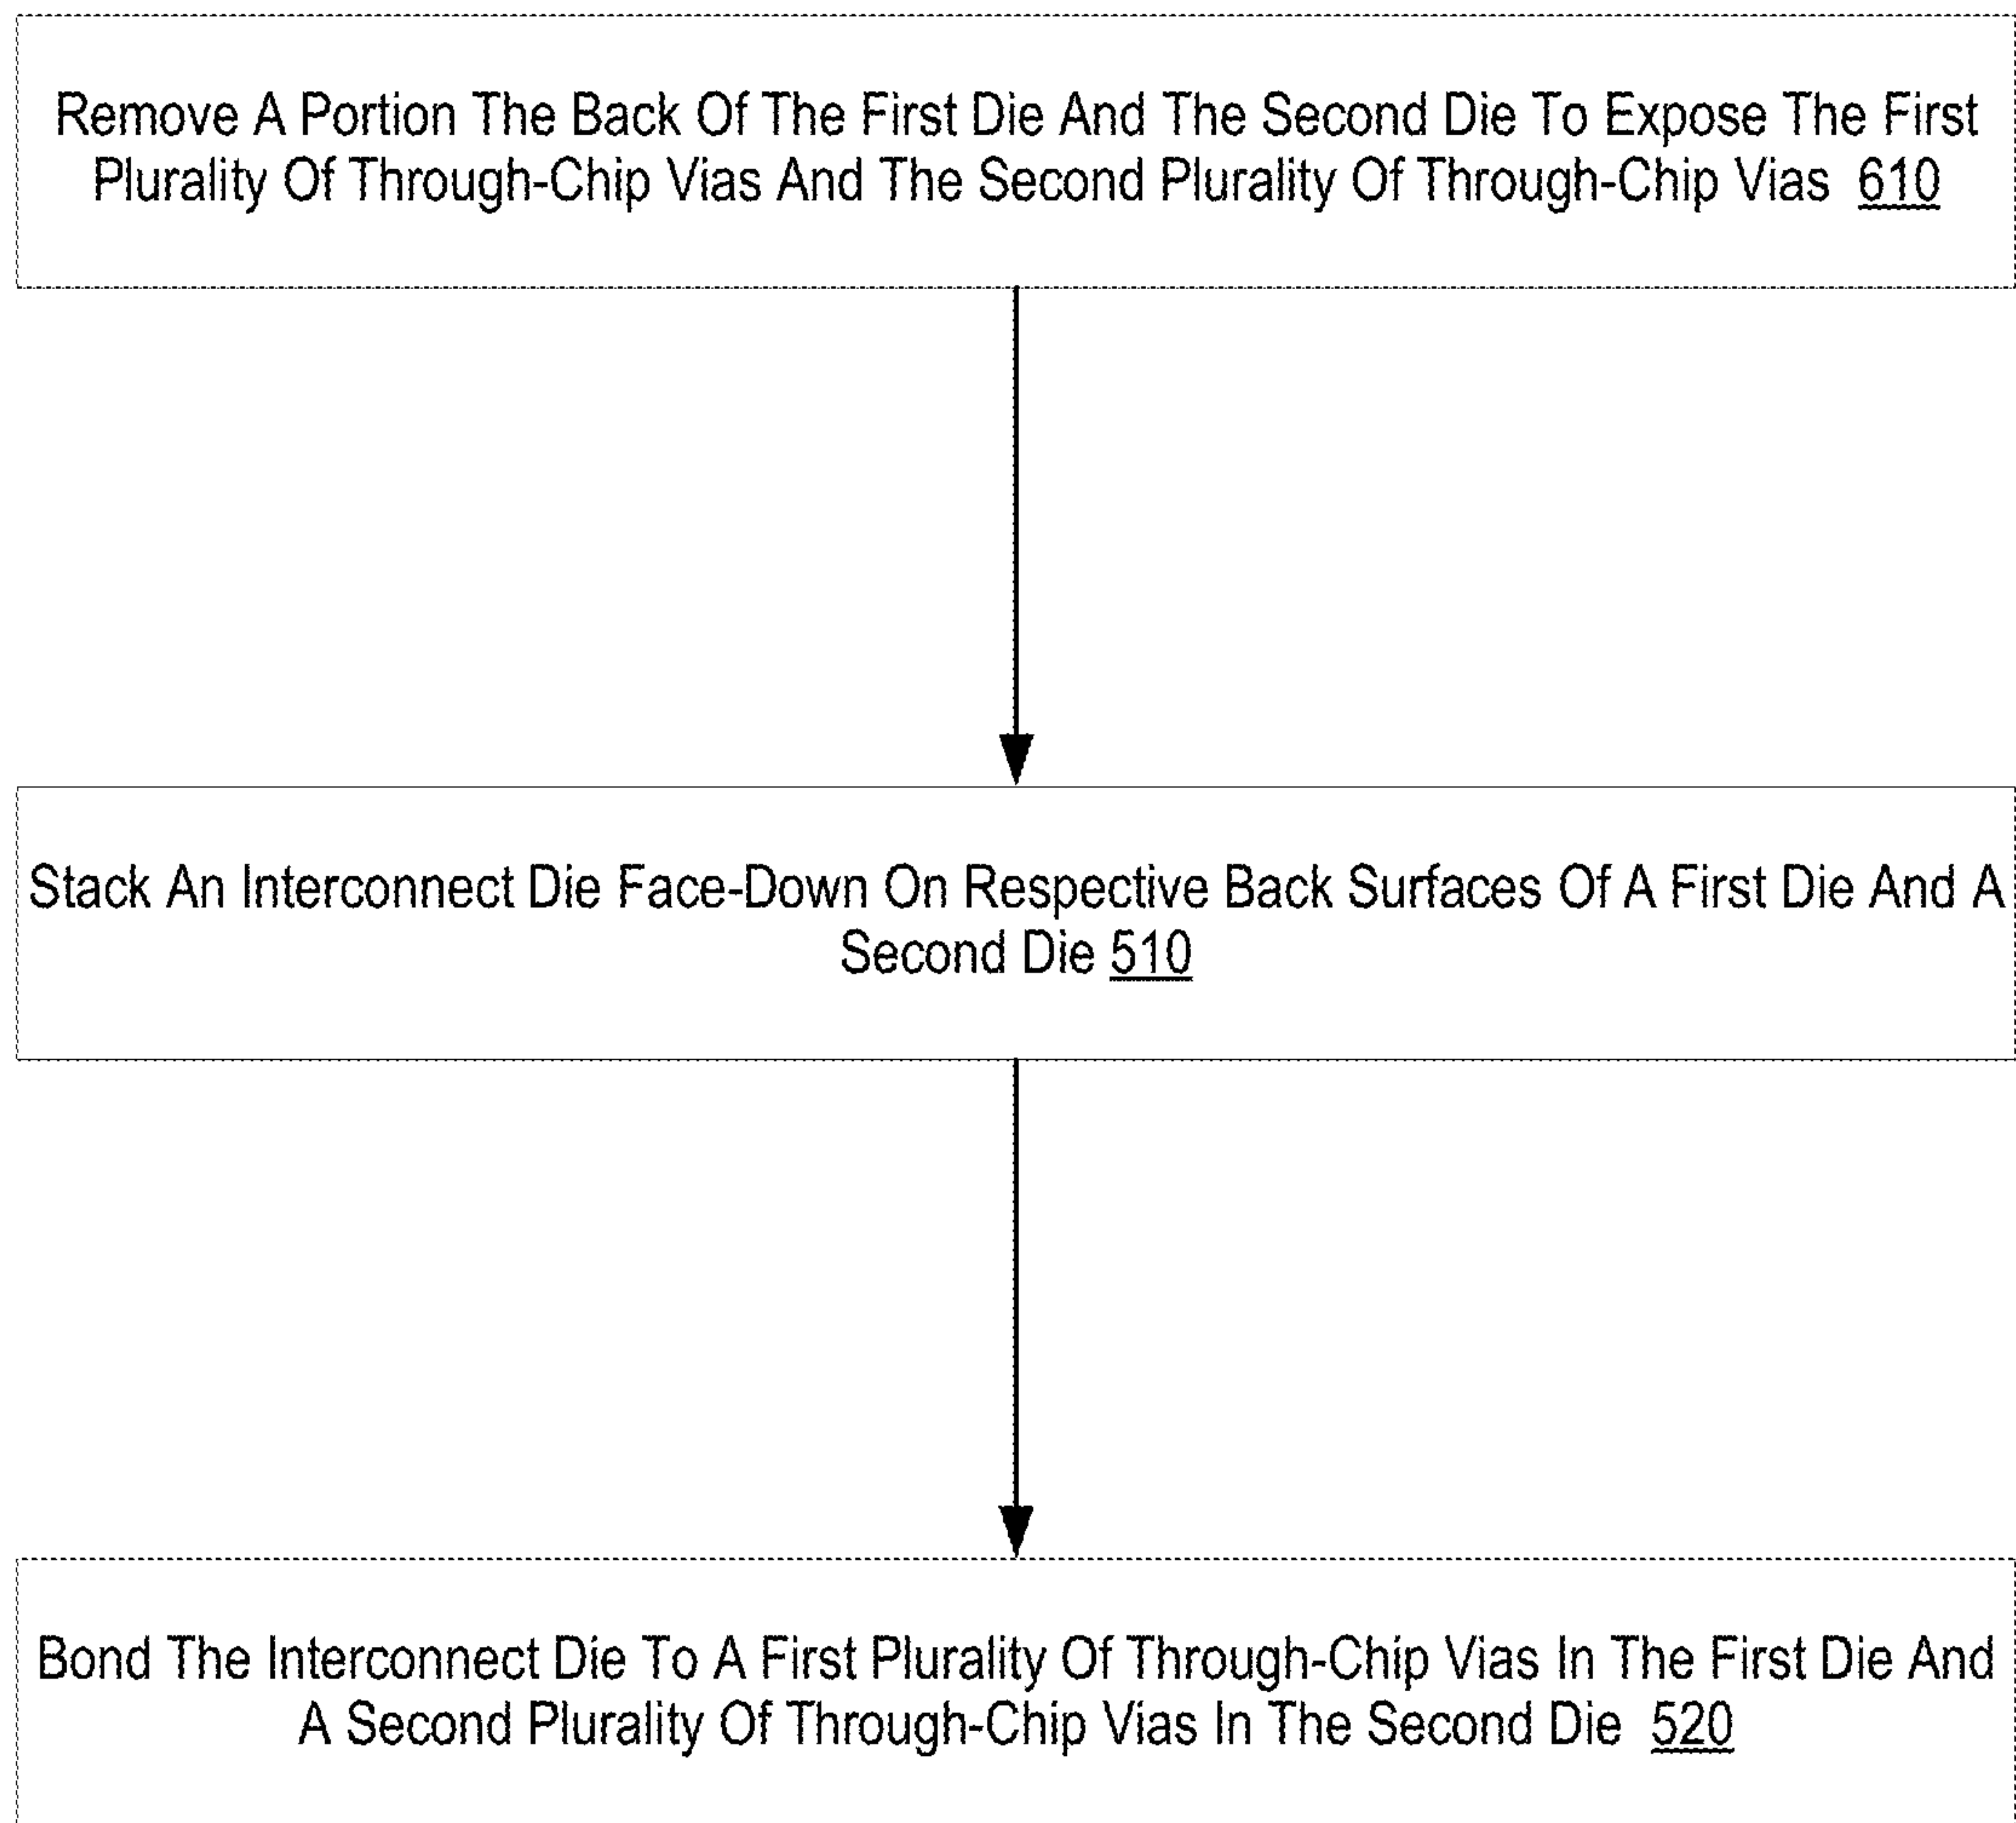 Remove A Portion The Back Of The First Die And The Second Die To Expose The First
Plurality Of Through-Chip Vias And The Second Plurality Of Through-Chip Vias 610
Stack An Interconnect Die Face-Down On Respective Back Surfaces Of A First Die And A
Second Die 510
Bond The Interconnect Die To A First Plurality Of Through-Chip Vias In The First Die And
A Second Plurality Of Through-Chip Vias In The Second Die 520